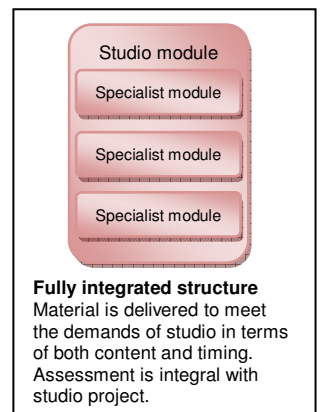 Studio module
Specialist module
Specialist module
Specialist module
Fully integrated structure
Material is delivered to meet
the demands of studio in terms
of both content and timing.
Assessment is integral with
studio project.